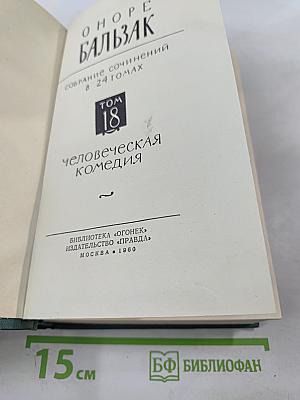 ОНОРЕ
БАЛЬЗАК
СОБРАНИЕ СОЧИНЕНИЙ
В 24 ТОМАХ
ТОМ
18
ЧЕЛОВЕЧЕСКАЯ
КОМЕДИЯ
БИБЛИОТЕКА «ОГОНЕК»
ИЗДАТЕЛЬСТВО «ПРАВДА»
МОСКВА • 1960
15 см
БФ БИБЛИОФАН